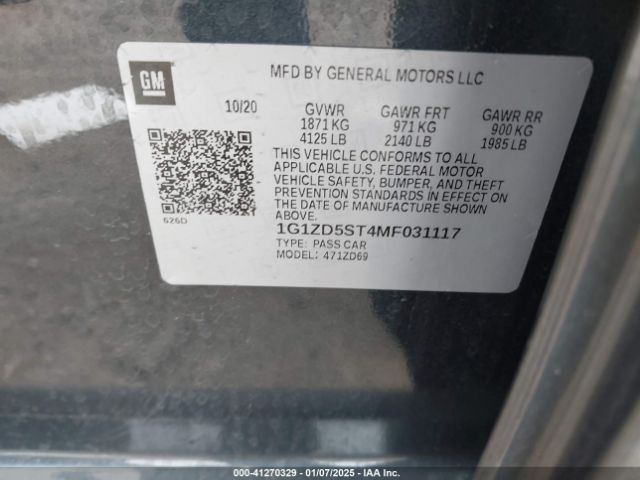 GM
MFD BY GENERAL MOTORS LLC
10/20 GVWR GAWR FRT GAWR RR
1871 KG 971 KG 900 KG
4125 LB 2140 LB 1985 LB
THIS VEHICLE CONFORMS TO ALL
APPLICABLE U.S. FEDERAL MOTOR
VEHICLE SAFETY, BUMPER, AND THEFT
PREVENTION STANDARDS IN EFFECT ON
THE DATE OF MANUFACTURE SHOWN
ABOVE.
626D
1G1ZD5ST4MF031117
TYPE: PASS CAR
MODEL: 471ZD69
000-41270329 - 01/07/2025 - IAA Inc.